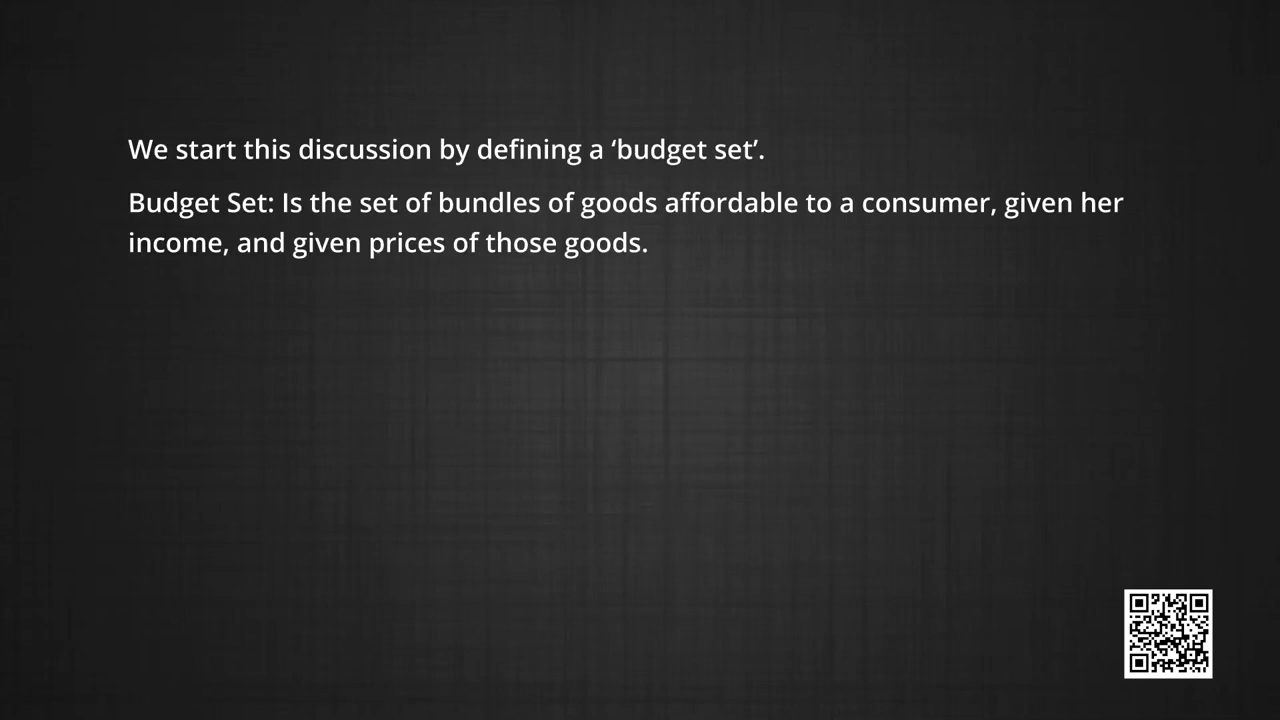 We start this discussion by defining a ‘budget set’.
Budget Set: Is the set of bundles of goods affordable to a consumer, given her
income, and given prices of those goods.